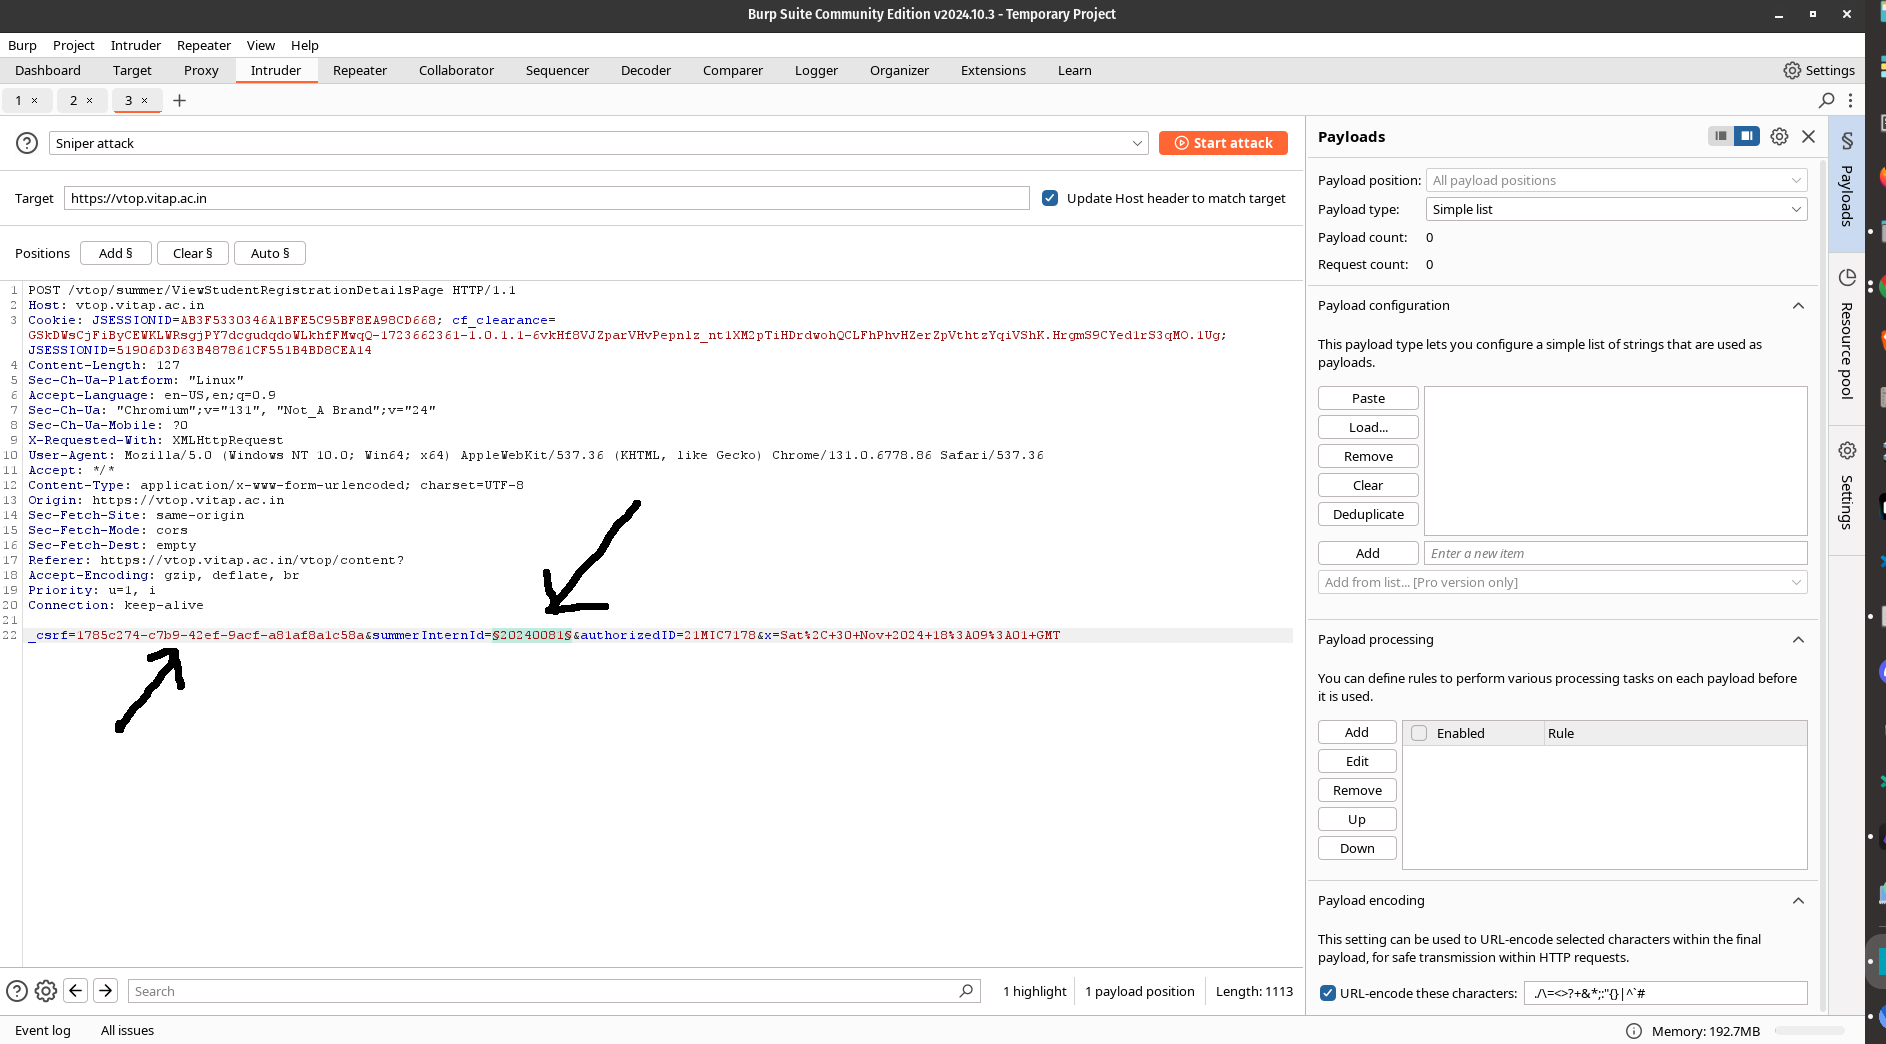 Burp Suite Community Edition v2024.10.3 - Temporary Project
Burp Project Intruder Repeater View Help
Dashboard Target Proxy Intruder Repeater Collaborator Sequencer Decoder Comparer Logger Organizer Extensions Learn Settings
1 × 2 × 3 × +
Sniper attack
Start attack
Target https://vtop.vitap.ac.in
Update Host header to match target
Positions Add § Clear § Auto §
1 POST /vtop/summer/ViewStudentRegistrationDetailsPage HTTP/1.1
2 Host: vtop.vitap.ac.in
3 Cookie: JSESSIONID=AB3F5330346A1BFE5C95BF8EA98CD668; cf_clearance=
GSkDWsCjFiByCEWKLWRsgjPY7dcgudqdoWLkhfFMwqQ-1723662361-1.0.1.1-6vkHf8VJZparVHvPepnlz_nt1XM2pTiHDrdwohQCLFhPhvHZerZpVthtzYqiVShK.HrgmS9CYed1rS3qMO.1Ug;
JSESSIONID=51906D3D63B487861CF551B4BD8CEA14
4 Content-Length: 127
5 Sec-Ch-Ua-Platform: "Linux"
6 Accept-Language: en-US,en;q=0.9
7 Sec-Ch-Ua: "Chromium";v="131", "Not_A Brand";v="24"
8 Sec-Ch-Ua-Mobile: ?0
9 X-Requested-With: XMLHttpRequest
10 User-Agent: Mozilla/5.0 (Windows NT 10.0; Win64; x64) AppleWebKit/537.36 (KHTML, like Gecko) Chrome/131.0.6778.86 Safari/537.36
11 Accept: */*
12 Content-Type: application/x-www-form-urlencoded; charset=UTF-8
13 Origin: https://vtop.vitap.ac.in
14 Sec-Fetch-Site: same-origin
15 Sec-Fetch-Mode: cors
16 Sec-Fetch-Dest: empty
17 Referer: https://vtop.vitap.ac.in/vtop/content?
18 Accept-Encoding: gzip, deflate, br
19 Priority: u=1, i
20 Connection: keep-alive
21
22 _csrf=1785c274-c7b9-42ef-9acf-a81af8a1c58a&summerInternId=§20240081§&authorizedID=21MIC7178&x=Sat%2C+30+Nov+2024+18%3A09%3A01+GMT
Search
1 highlight 1 payload position Length: 1113
Event log All issues
Payloads
Payload position: All payload positions
Payload type: Simple list
Payload count: 0
Request count: 0
Payload configuration
This payload type lets you configure a simple list of strings that are used as
payloads.
Paste
Load...
Remove
Clear
Deduplicate
Add Enter a new item
Add from list... [Pro version only]
Payload processing
You can define rules to perform various processing tasks on each payload before
it is used.
Add Enabled Rule
Edit
Remove
Up
Down
Payload encoding
This setting can be used to URL-encode selected characters within the final
payload, for safe transmission within HTTP requests.
URL-encode these characters: ./\=<>?+&*;:"{}|^`#
Memory: 192.7MB
§ Payloads
Resource pool
Settings